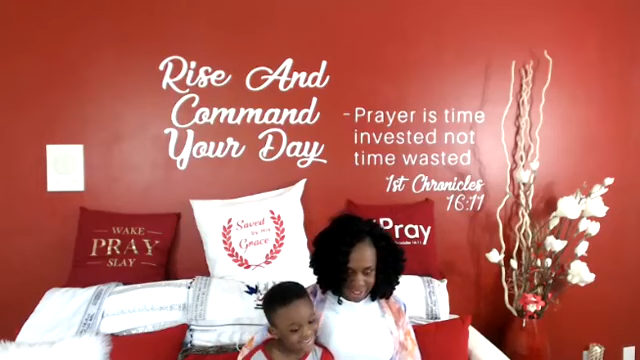 Rise And
Command
Your Day
-Prayer is time
invested not
time wasted
1st Chronicles
16:11
WAKE
PRAY
SLAY
Saved
by His
Grace
Pray